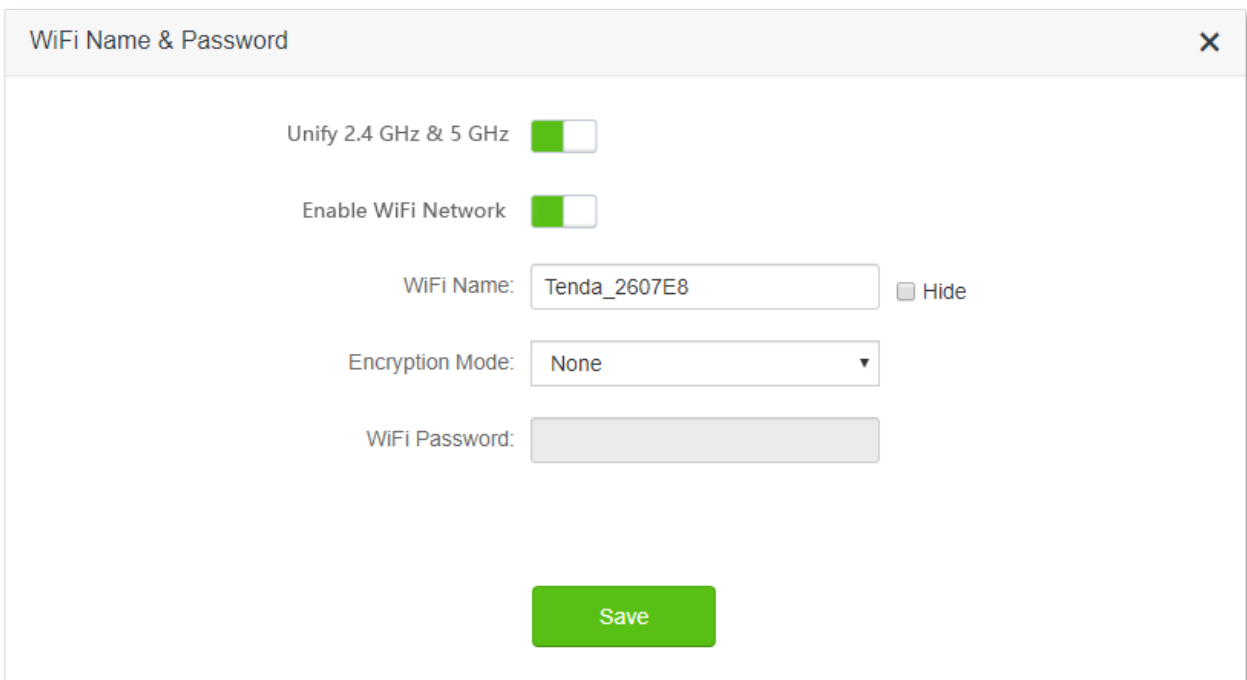 WiFi Name & Password
Unify 2.4 GHz & 5 GHz
Enable WiFi Network
WiFi Name: Tenda_2607E8 Hide
Encryption Mode: None
WiFi Password:
Save